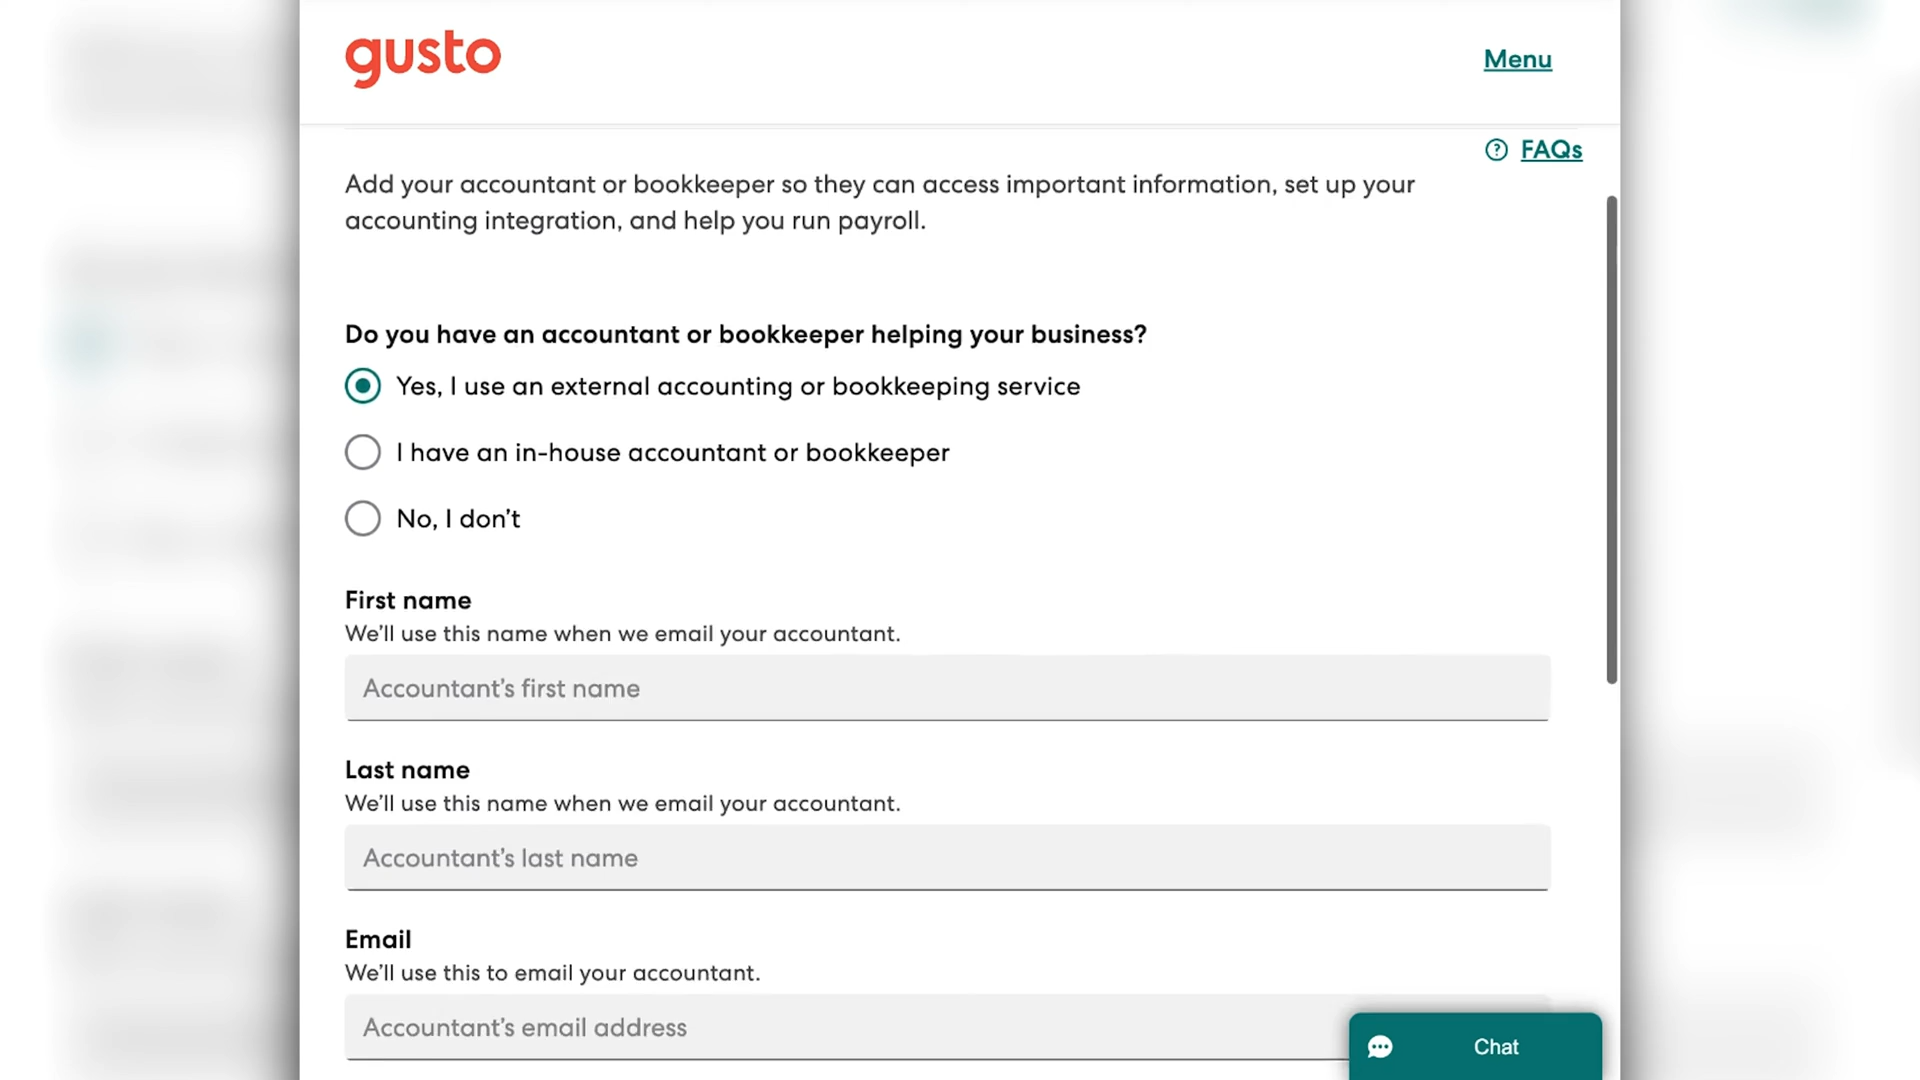 gusto
Menu
FAQs
Add your accountant or bookkeeper so they can access important information, set up your
accounting integration, and help you run payroll.
Do you have an accountant or bookkeeper helping your business?
Yes, I use an external accounting or bookkeeping service
I have an in-house accountant or bookkeeper
No, I don’t
First name
We’ll use this name when we email your accountant.
Accountant’s first name
Last name
We’ll use this name when we email your accountant.
Accountant’s last name
Email
We’ll use this to email your accountant.
Accountant’s email address
Chat